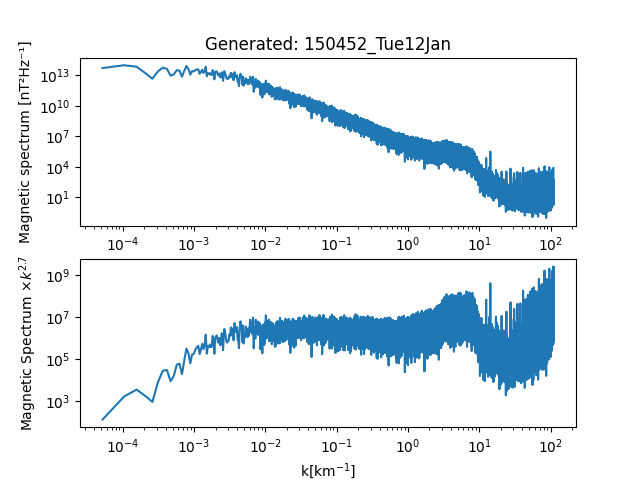 Generated: 150452_Tue12Jan
Magnetic spectrum [nT²Hz⁻¹]
10¹³
10¹⁰
10⁷
10⁴
10¹
10⁻⁴ 10⁻³ 10⁻² 10⁻¹ 10⁰ 10¹ 10²
Magnetic Spectrum ×k²·⁷
10⁹
10⁷
10⁵
10³
10⁻⁴ 10⁻³ 10⁻² 10⁻¹ 10⁰ 10¹ 10²
k[km⁻¹]